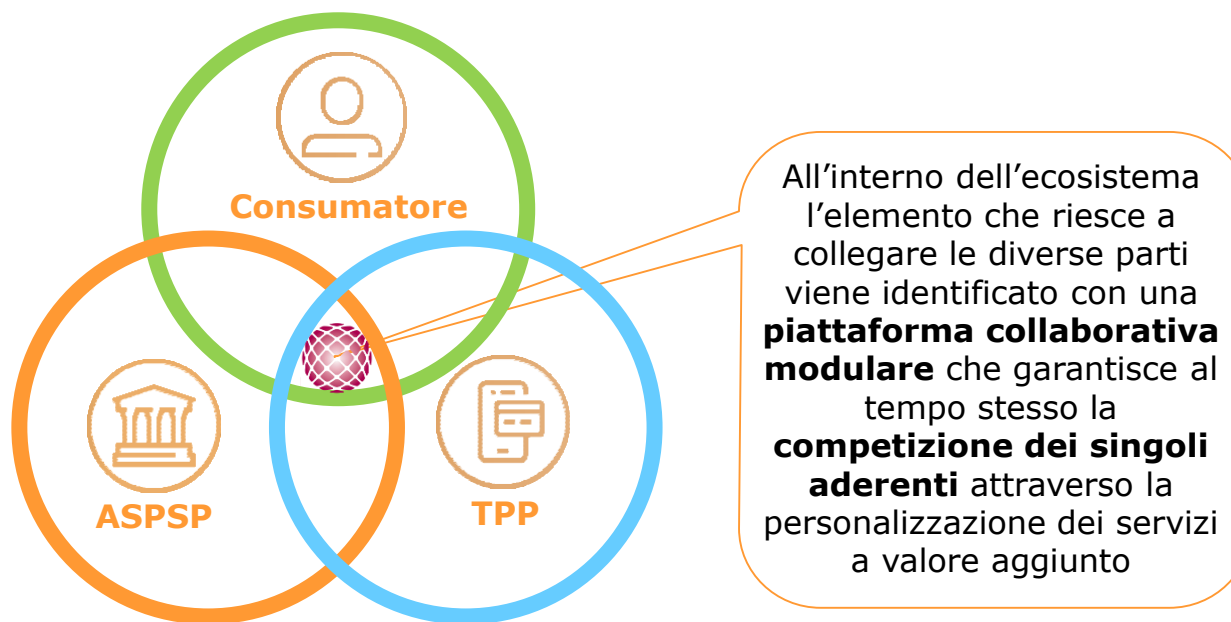 Consumatore
ASPSP
TPP
All’interno dell’ecosistema
l’elemento che riesce a
collegare le diverse parti
viene identificato con una
piattaforma collaborativa
modulare che garantisce al
tempo stesso la
competizione dei singoli
aderenti attraverso la
personalizzazione dei servizi
a valore aggiunto